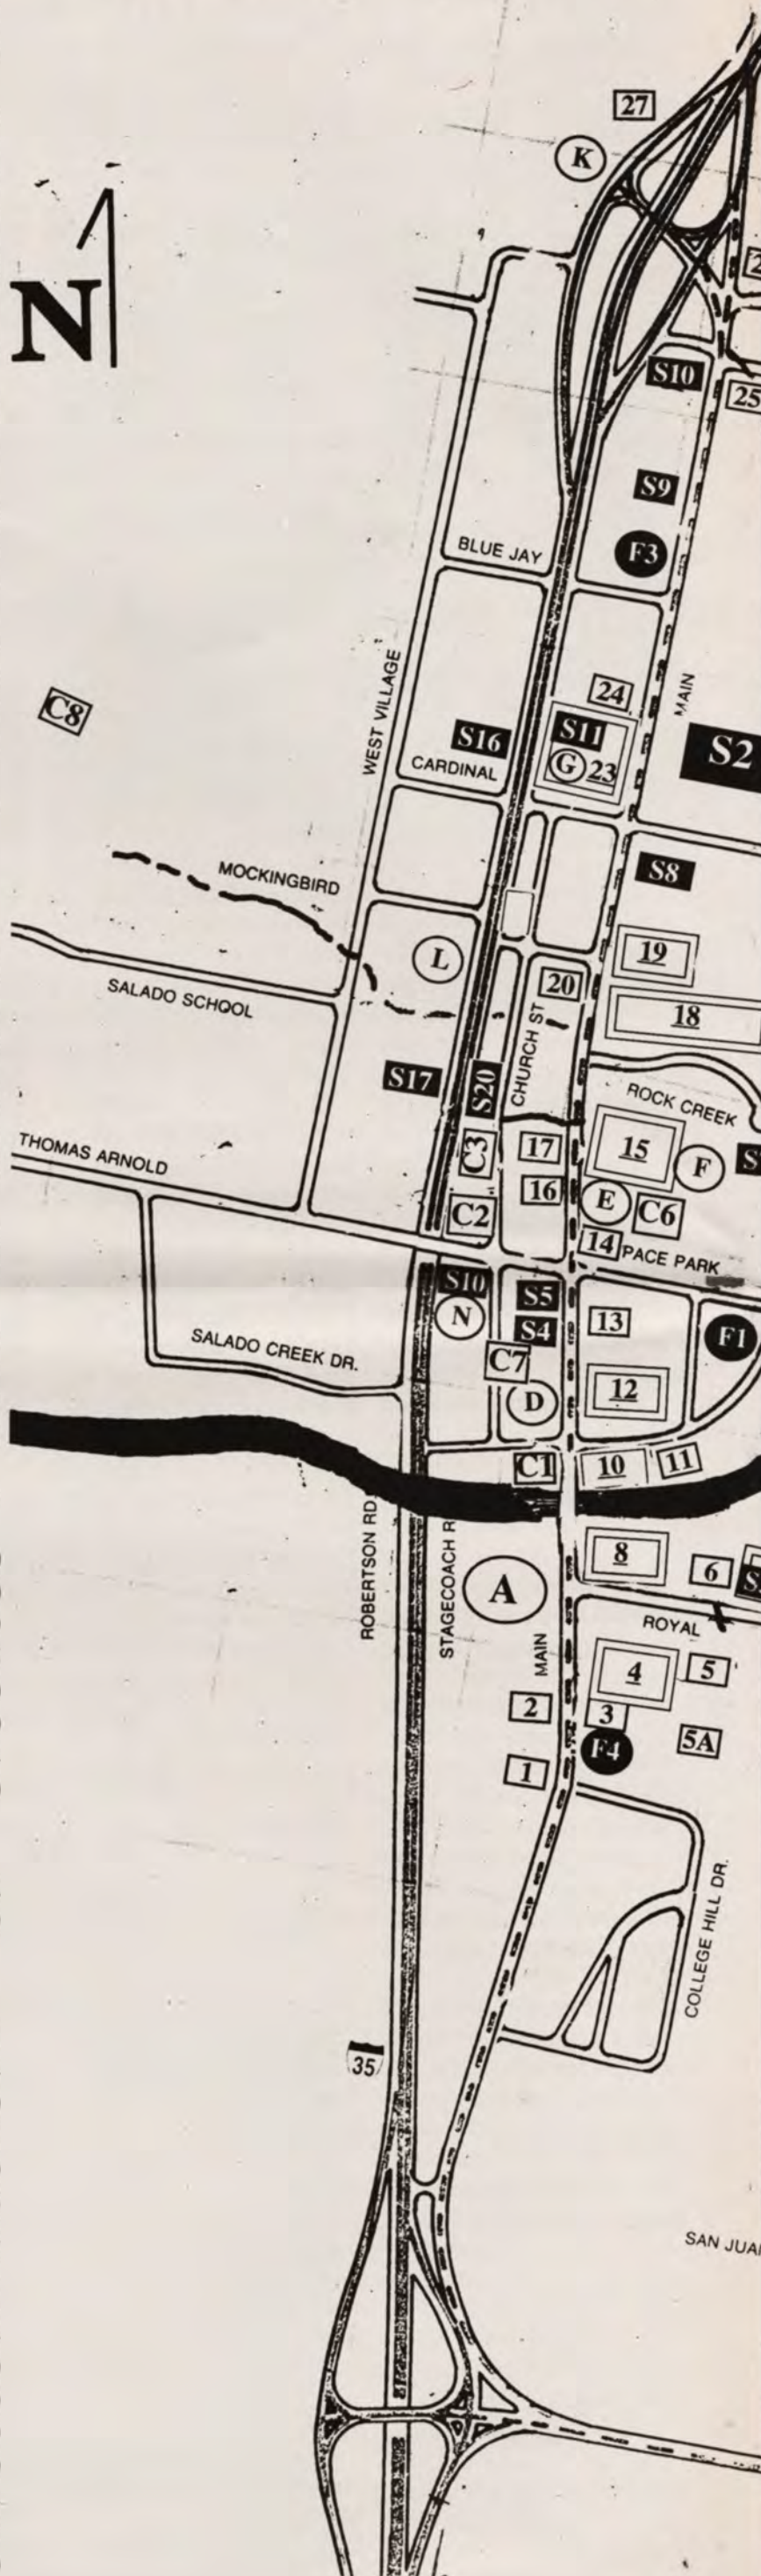 27
K
N
2
S10
25
S9
BLUE JAY
F3
WEST VILLAGE
24
MAIN
C8
S16
S11
S2
CARDINAL
G 23
MOCKINGBIRD
S8
L
19
SALADO SCHOOL
20
18
CHURCH ST
S17
S20
ROCK CREEK
THOMAS ARNOLD
C3
17
15
F
16
E
C6
C2
14
PACE PARK
S10
S5
N
S4
13
F1
SALADO CREEK DR.
C7
12
D
C1
10
11
ROBERTSON RD.
STAGECOACH R
8
6
A
ROYAL
MAIN
4
5
2
3
5A
F4
1
COLLEGE HILL DR.
35
SAN JUA